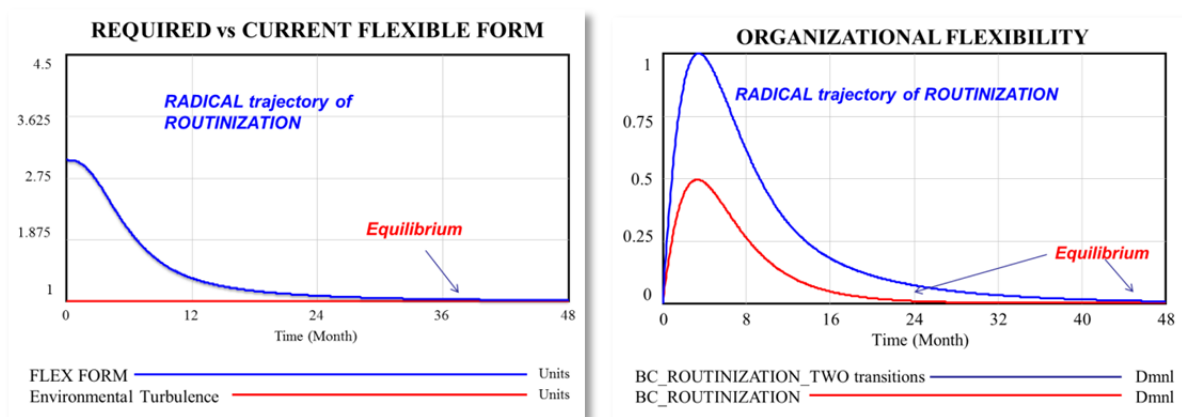 REQUIRED vs CURRENT FLEXIBLE FORM
4.5
RADICAL trajectory of
ROUTINIZATION
3.625
2.75
1.875
Equilibrium
1
0 12 24 36 48
Time (Month)
FLEX FORM Units
Environmental Turbulence Units
ORGANIZATIONAL FLEXIBILITY
1
RADICAL trajectory of ROUTINIZATION
0.75
0.5
0.25
Equilibrium
0
0 8 16 24 32 40 48
Time (Month)
BC_ROUTINIZATION_TWO transitions Dmnl
BC_ROUTINIZATION Dmnl